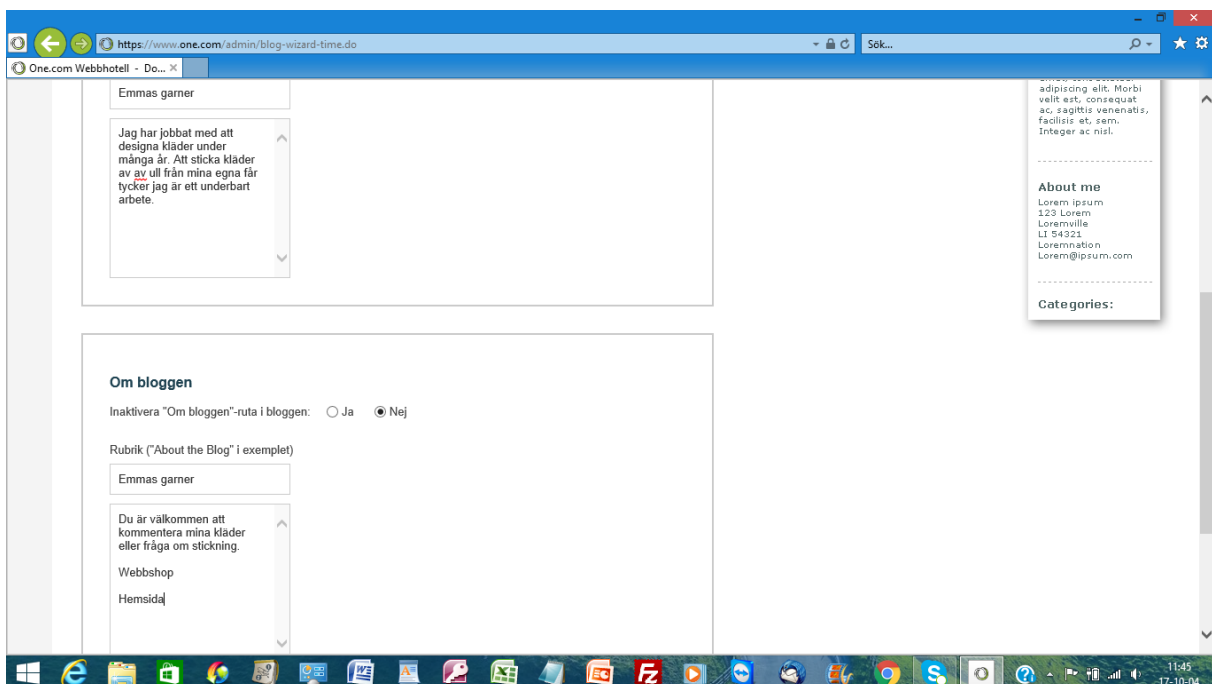 https://www.one.com/admin/blog-wizard-time.do
Sök...
One.com Webbhotell - Do...
Emmas garner
Jag har jobbat med att
designa kläder under
många år. Att sticka kläder
av av ull från mina egna får
tycker jag är ett underbart
arbete.
adipiscing elit. Morbi
velit est, consequat
ac, sagittis venenatis,
facilisis et, sem.
Integer ac nisl.
About me
Lorem ipsum
123 Lorem
Loremville
LI 54321
Loremnation
Lorem@ipsum.com
Categories:
Om bloggen
Inaktivera "Om bloggen"-ruta i bloggen: Ja Nej
Rubrik ("About the Blog" i exemplet)
Emmas garner
Du är välkommen att
kommentera mina kläder
eller fråga om stickning.
Webbshop
Hemsida
11:45
17-10-04